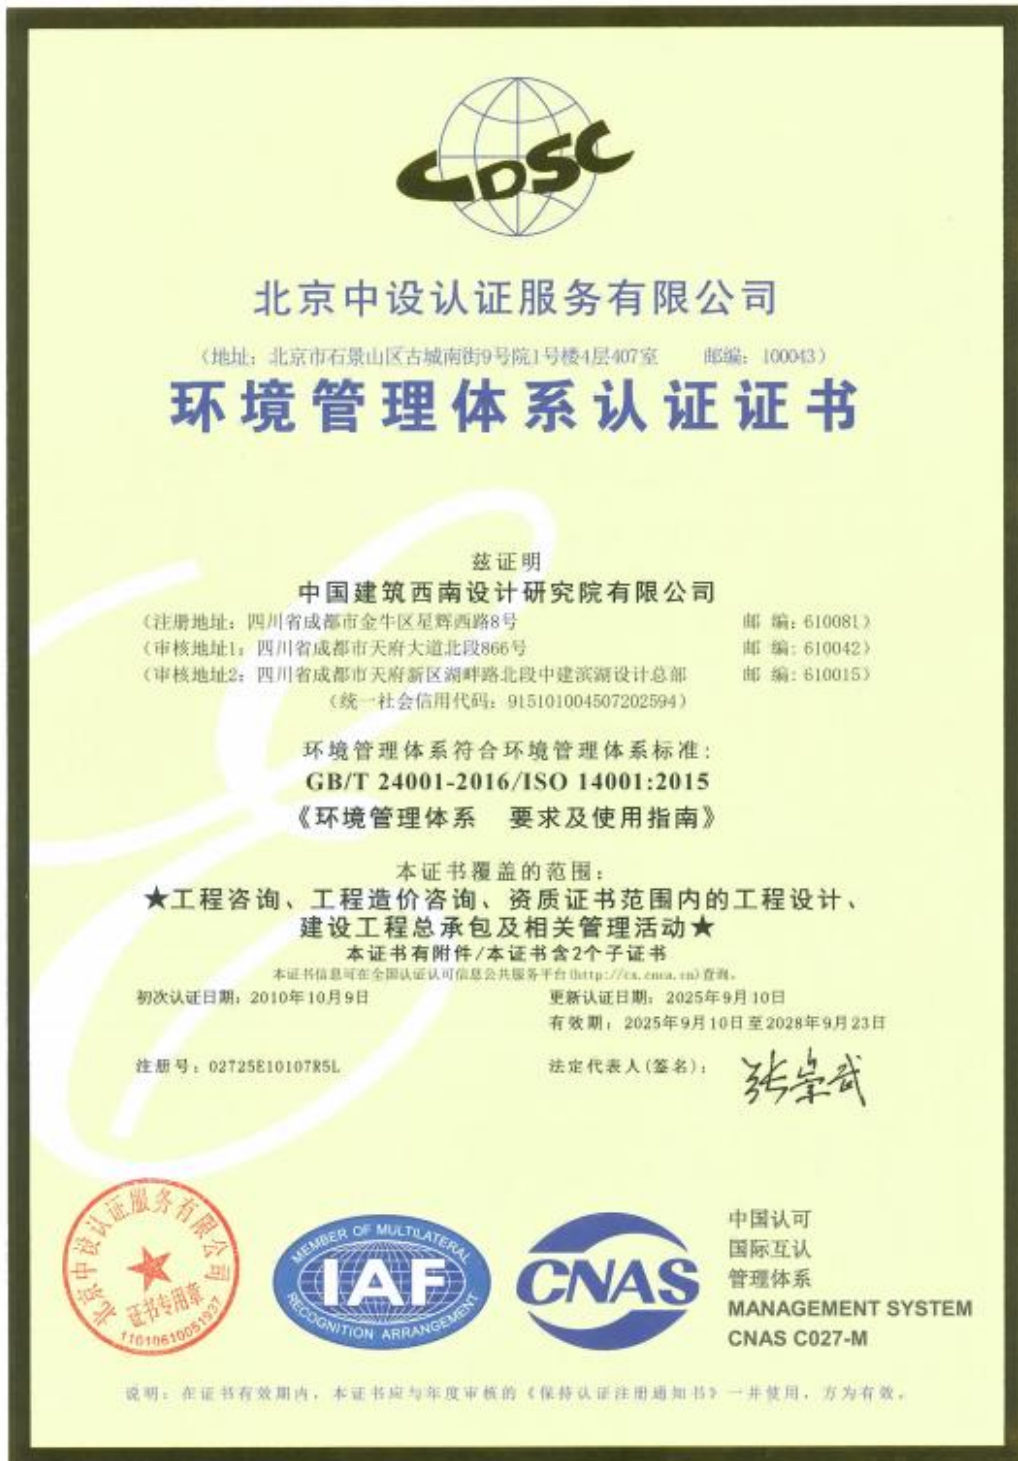 CDSC
北京中设认证服务有限公司
（地址：北京市石景山区古城南街9号院1号楼4层407室 邮编：100043）
环境管理体系认证证书
兹证明
中国建筑西南设计研究院有限公司
（注册地址：四川省成都市金牛区星辉西路8号 邮 编：610081）
（审核地址1：四川省成都市天府大道北段866号 邮 编：610042）
（审核地址2：四川省成都市天府新区湖畔路北段中建滨湖设计总部 邮 编：610015）
（统一社会信用代码：915101004507202594）
环境管理体系符合环境管理体系标准：
GB/T 24001-2016/ISO 14001:2015
《环境管理体系 要求及使用指南》
本证书覆盖的范围：
★工程咨询、工程造价咨询、资质证书范围内的工程设计、
建设工程总承包及相关管理活动★
本证书有附件/本证书含2个子证书
本证书信息可在全国认证认可信息公共服务平台(http://cx.cnca.cn)查询。
初次认证日期：2010年10月9日 更新认证日期：2025年9月10日
有效期：2025年9月10日至2028年9月23日
注册号：02725E10107R5L 法定代表人(签名)：张崇武
北京中设认证服务有限公司
证书专用章
11010610051937
MEMBER OF MULTILATERAL
IAF
RECOGNITION ARRANGEMENT
CNAS
中国认可
国际互认
管理体系
MANAGEMENT SYSTEM
CNAS C027-M
说明：在证书有效期内，本证书应与年度审核的《保持认证注册通知书》一并使用，方为有效。